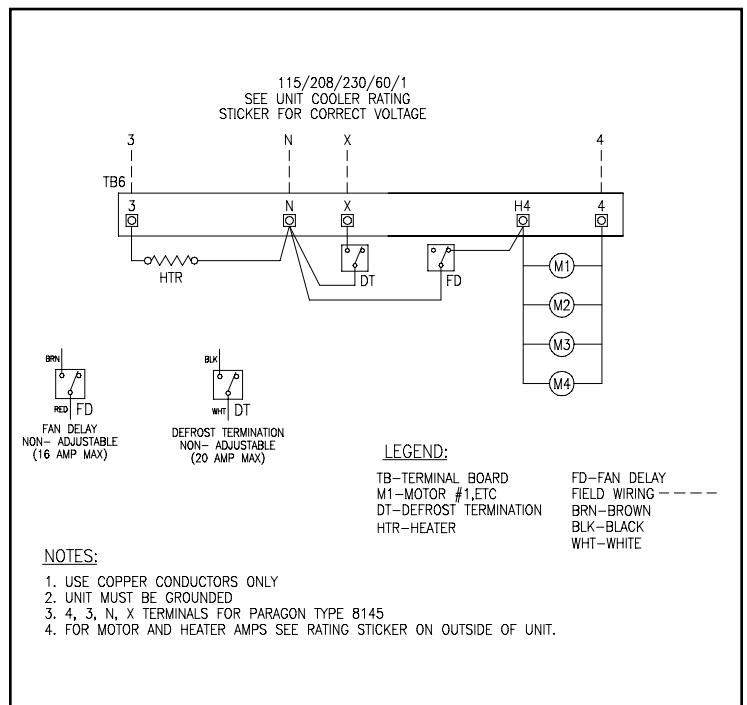 115/208/230/60/1
SEE UNIT COOLER RATING
STICKER FOR CORRECT VOLTAGE
3 N X 4
TB6
3 N X H4 4
HTR
DT
FD
M1
M2
M3
M4
BRN
RED FD
FAN DELAY
NON- ADJUSTABLE
(16 AMP MAX)
BLK
WHT DT
DEFROST TERMINATION
NON- ADJUSTABLE
(20 AMP MAX)
LEGEND:
TB-TERMINAL BOARD
M1-MOTOR #1,ETC
DT-DEFROST TERMINATION
HTR-HEATER
FD-FAN DELAY
FIELD WIRING ----
BRN-BROWN
BLK-BLACK
WHT-WHITE
NOTES:
1. USE COPPER CONDUCTORS ONLY
2. UNIT MUST BE GROUNDED
3. 4, 3, N, X TERMINALS FOR PARAGON TYPE 8145
4. FOR MOTOR AND HEATER AMPS SEE RATING STICKER ON OUTSIDE OF UNIT.